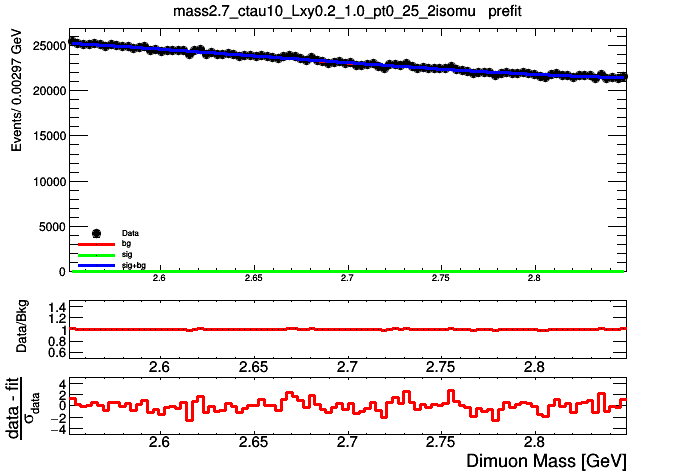 mass2.7_ctau10_Lxy0.2_1.0_pt0_25_2isomu prefit
Events/ 0.00297 GeV
25000
20000
15000
10000
5000
0
Data
bg
sig
sig+bg
2.6 2.65 2.7 2.75 2.8
Data/Bkg
1.4
1.2
1
0.8
0.6
2.6 2.65 2.7 2.75 2.8
data - fit
σdata
4
2
0
−2
−4
2.6 2.65 2.7 2.75 2.8
Dimuon Mass [GeV]